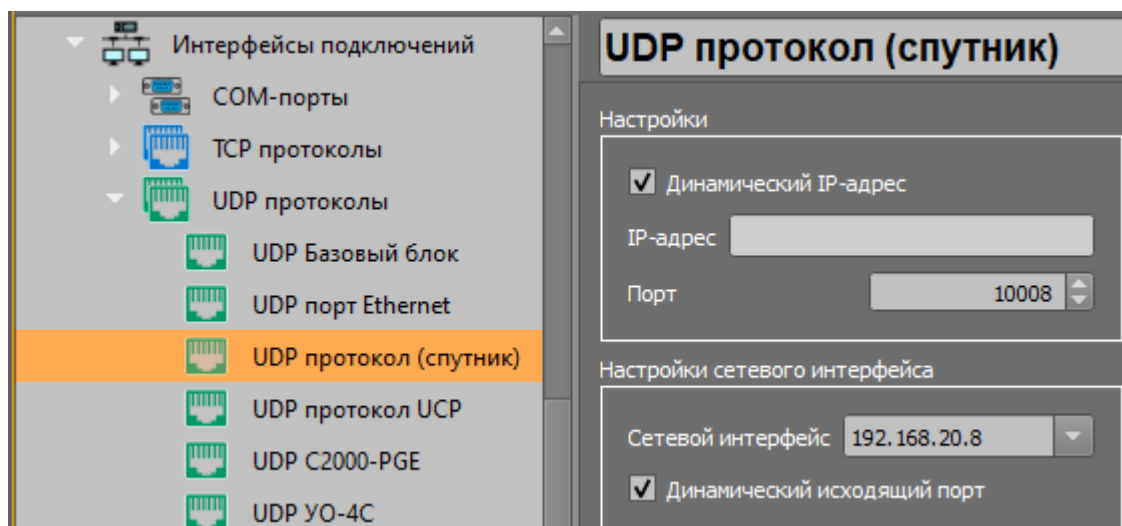 Интерфейсы подключений
COM-порты
TCP протоколы
UDP протоколы
UDP Базовый блок
UDP порт Ethernet
UDP протокол (спутник)
UDP протокол UCP
UDP C2000-PGE
UDP УО-4С
UDP протокол (спутник)
Настройки
Динамический IP-адрес
IP-адрес
Порт 10008
Настройки сетевого интерфейса
Сетевой интерфейс 192.168.20.8
Динамический исходящий порт